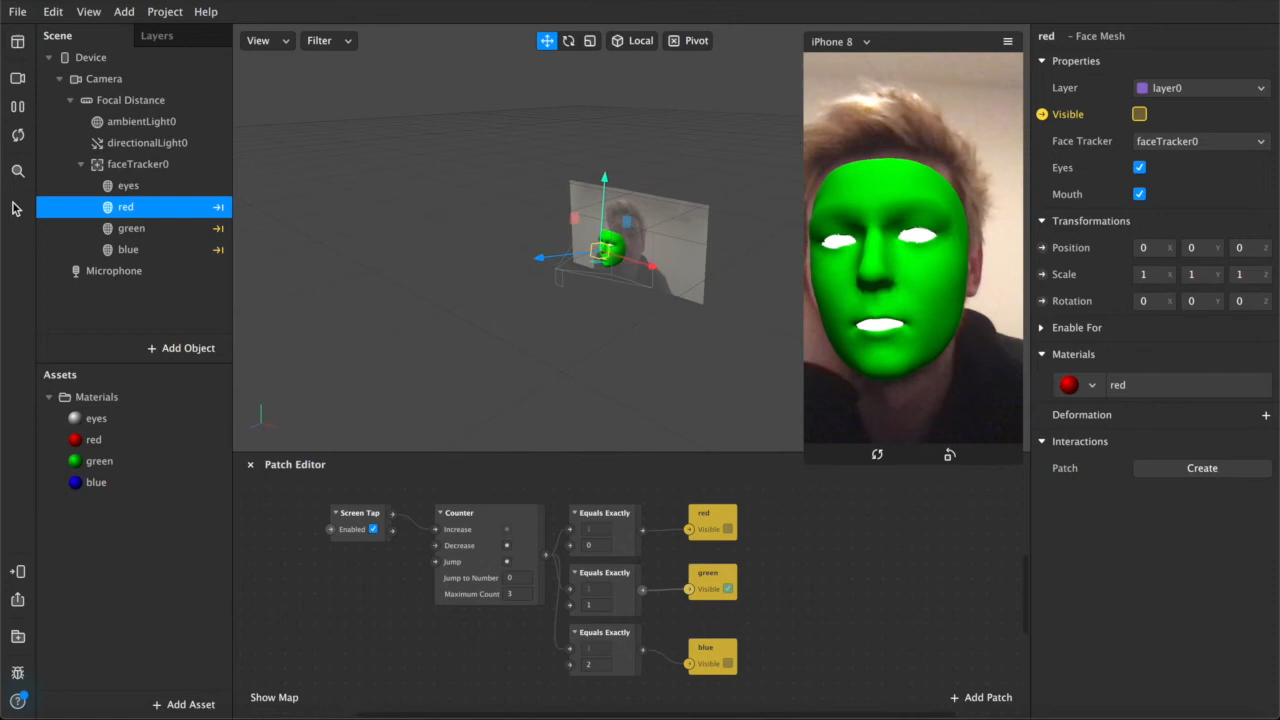 File Edit View Add Project Help
Scene
Layers
Device
Camera
Focal Distance
ambientLight0
directionalLight0
faceTracker0
eyes
red
green
blue
Microphone
+ Add Object
Assets
Materials
eyes
red
green
blue
+ Add Asset
View
Filter
Local
Pivot
iPhone 8
× Patch Editor
Screen Tap
Enabled
Counter
Increase
Decrease
Jump
Jump to Number 0
Maximum Count 3
Equals Exactly
1
0
Equals Exactly
1
1
Equals Exactly
1
2
red
Visible
green
Visible
blue
Visible
Show Map
+ Add Patch
red – Face Mesh
Properties
Layer layer0
Visible
Face Tracker faceTracker0
Eyes
Mouth
Transformations
Position 0 X 0 Y 0 Z
Scale 1 X 1 Y 1 Z
Rotation 0 X 0 Y 0 Z
Enable For
Materials
red
Deformation +
Interactions
Patch Create